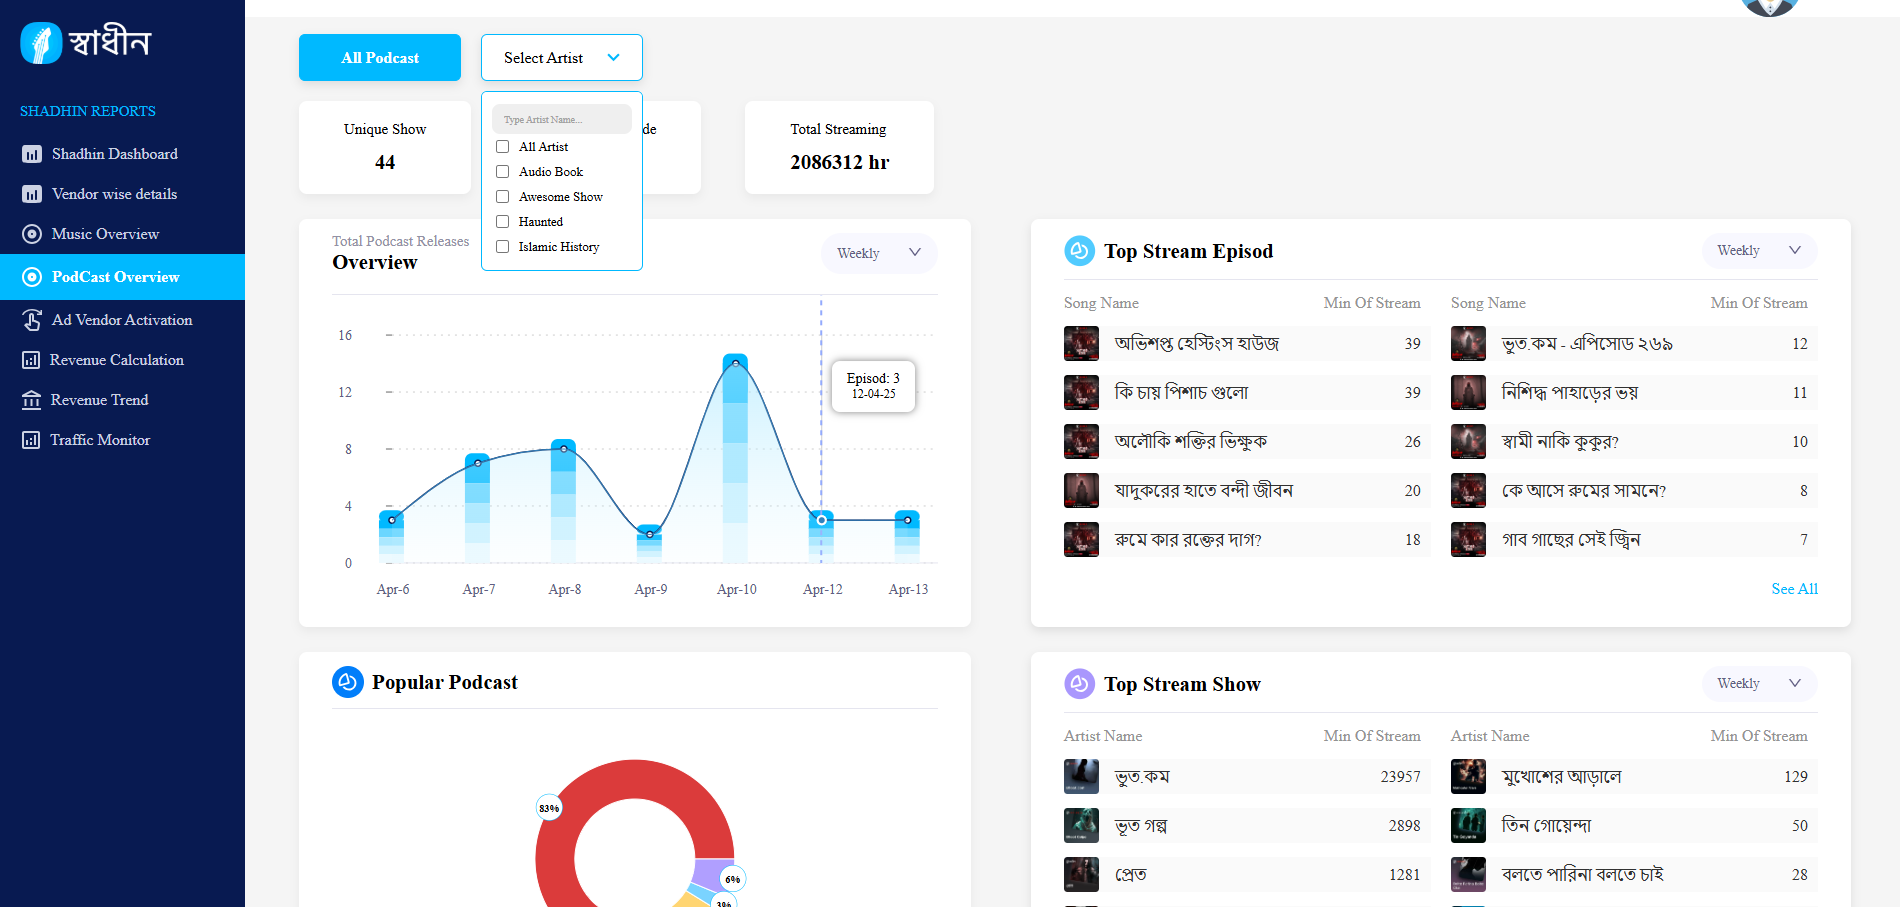 স্বাধীন
SHADHIN REPORTS
Shadhin Dashboard
Vendor wise details
Music Overview
PodCast Overview
Ad Vendor Activation
Revenue Calculation
Revenue Trend
Traffic Monitor
All Podcast
Select Artist
Type Artist Name...
All Artist
Audio Book
Awesome Show
Haunted
Islamic History
Unique Show
44
de
Total Streaming
2086312 hr
Total Podcast Releases
Overview
Weekly
16
12
8
4
0
Episod: 3
12-04-25
Apr-6 Apr-7 Apr-8 Apr-9 Apr-10 Apr-12 Apr-13
Top Stream Episod
Weekly
Song Name Min Of Stream Song Name Min Of Stream
অভিশপ্ত হেস্টিংস হাউজ 39 ভুত.কম - এপিসোড ২৬৯ 12
কি চায় পিশাচ গুলো 39 নিশিদ্ধ পাহাড়ের ভয় 11
অলৌকি শক্তির ভিক্ষুক 26 স্বামী নাকি কুকুর? 10
যাদুকরের হাতে বন্দী জীবন 20 কে আসে রুমের সামনে? 8
রুমে কার রক্তের দাগ? 18 গাব গাছের সেই জ্বিন 7
See All
Popular Podcast
83%
6%
3%
Top Stream Show
Weekly
Artist Name Min Of Stream Artist Name Min Of Stream
ভুত.কম 23957 মুখোশের আড়ালে 129
ভূত গল্প 2898 তিন গোয়েন্দা 50
প্রেত 1281 বলতে পারিনা বলতে চাই 28